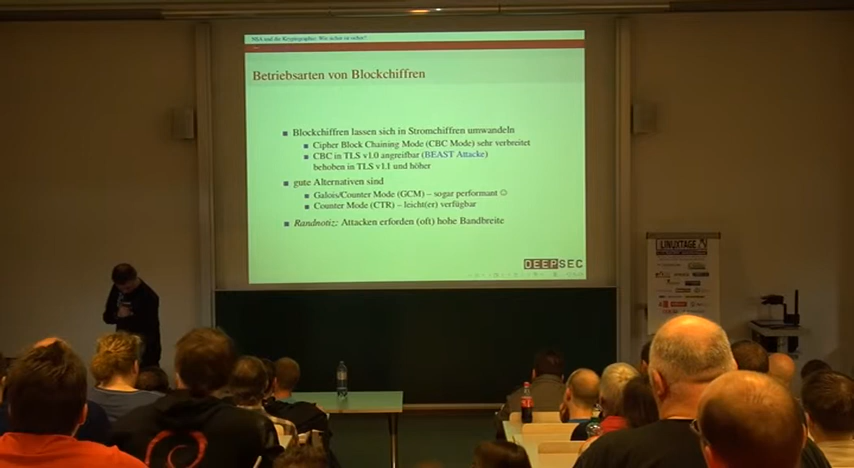 NSA und die Kryptographie: Wie sicher ist sicher?
Betriebsarten von Blockchiffren
Blockchiffren lassen sich in Stromchiffren umwandeln
Cipher Block Chaining Mode (CBC Mode) sehr verbreitet
CBC in TLS v1.0 angreifbar (BEAST Attacke)
behoben in TLS v1.1 und höher
gute Alternativen sind
Galois/Counter Mode (GCM) – sogar performant ☺
Counter Mode (CTR) – leicht(er) verfügbar
Randnotiz: Attacken erforden (oft) hohe Bandbreite
DEEPSEC
LINUXTAGE